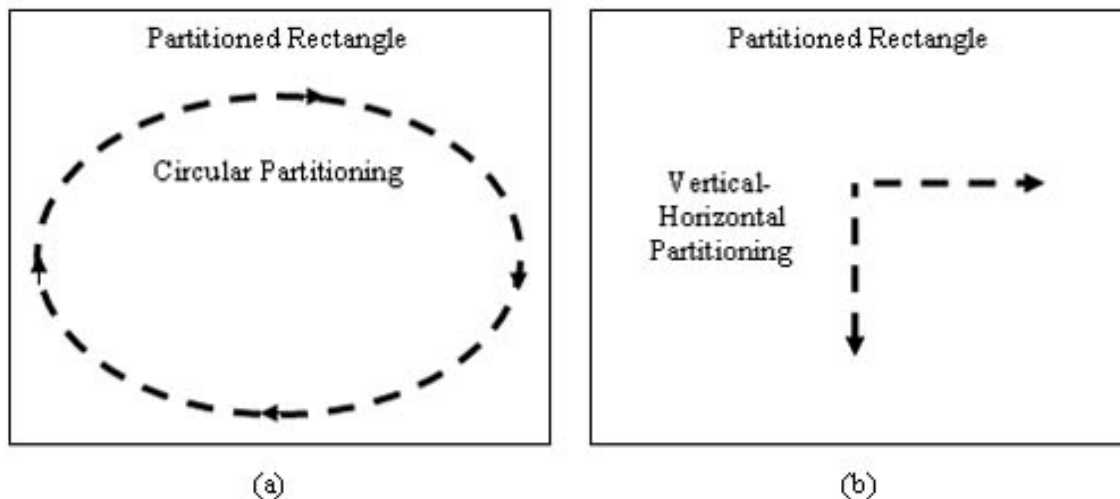 Partitioned Rectangle
Circular Partitioning
(a)
Partitioned Rectangle
Vertical-
Horizontal
Partitioning
(b)